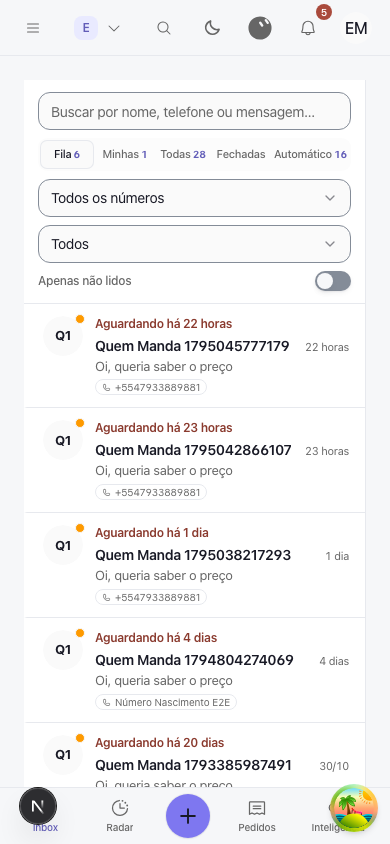 E
5
EM
Buscar por nome, telefone ou mensagem...
Fila 6 Minhas 1 Todas 28 Fechadas Automático 16
Todos os números
Todos
Apenas não lidos
Aguardando há 22 horas
Q1 Quem Manda 1795045777179 22 horas
Oi, queria saber o preço
+5547933889881
Aguardando há 23 horas
Q1 Quem Manda 1795042866107 23 horas
Oi, queria saber o preço
+5547933889881
Aguardando há 1 dia
Q1 Quem Manda 1795038217293 1 dia
Oi, queria saber o preço
+5547933889881
Aguardando há 4 dias
Q1 Quem Manda 1794804274069 4 dias
Oi, queria saber o preço
Número Nascimento E2E
Aguardando há 20 dias
Q1 Quem Manda 1793385987491 30/10
Oi, queria saber o preço
N
Inbox Radar Pedidos